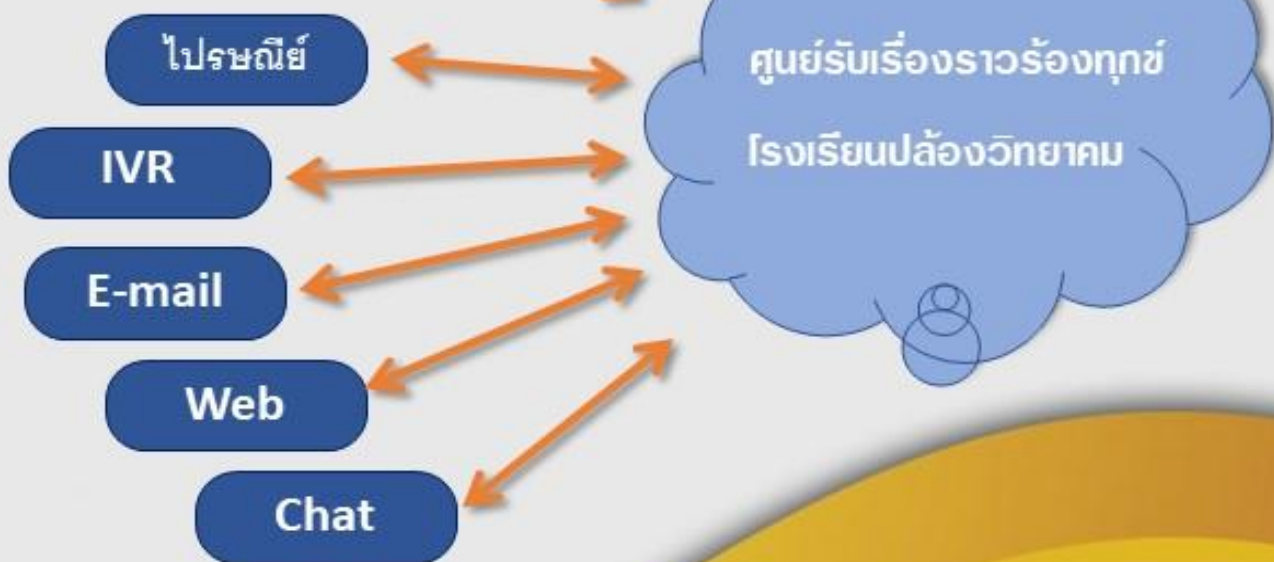 ไปรษณีย์
IVR
E-mail
Web
Chat
ศูนย์รับเรื่องราวร้องทุกข์
โรงเรียนปล้องวิทยาคม